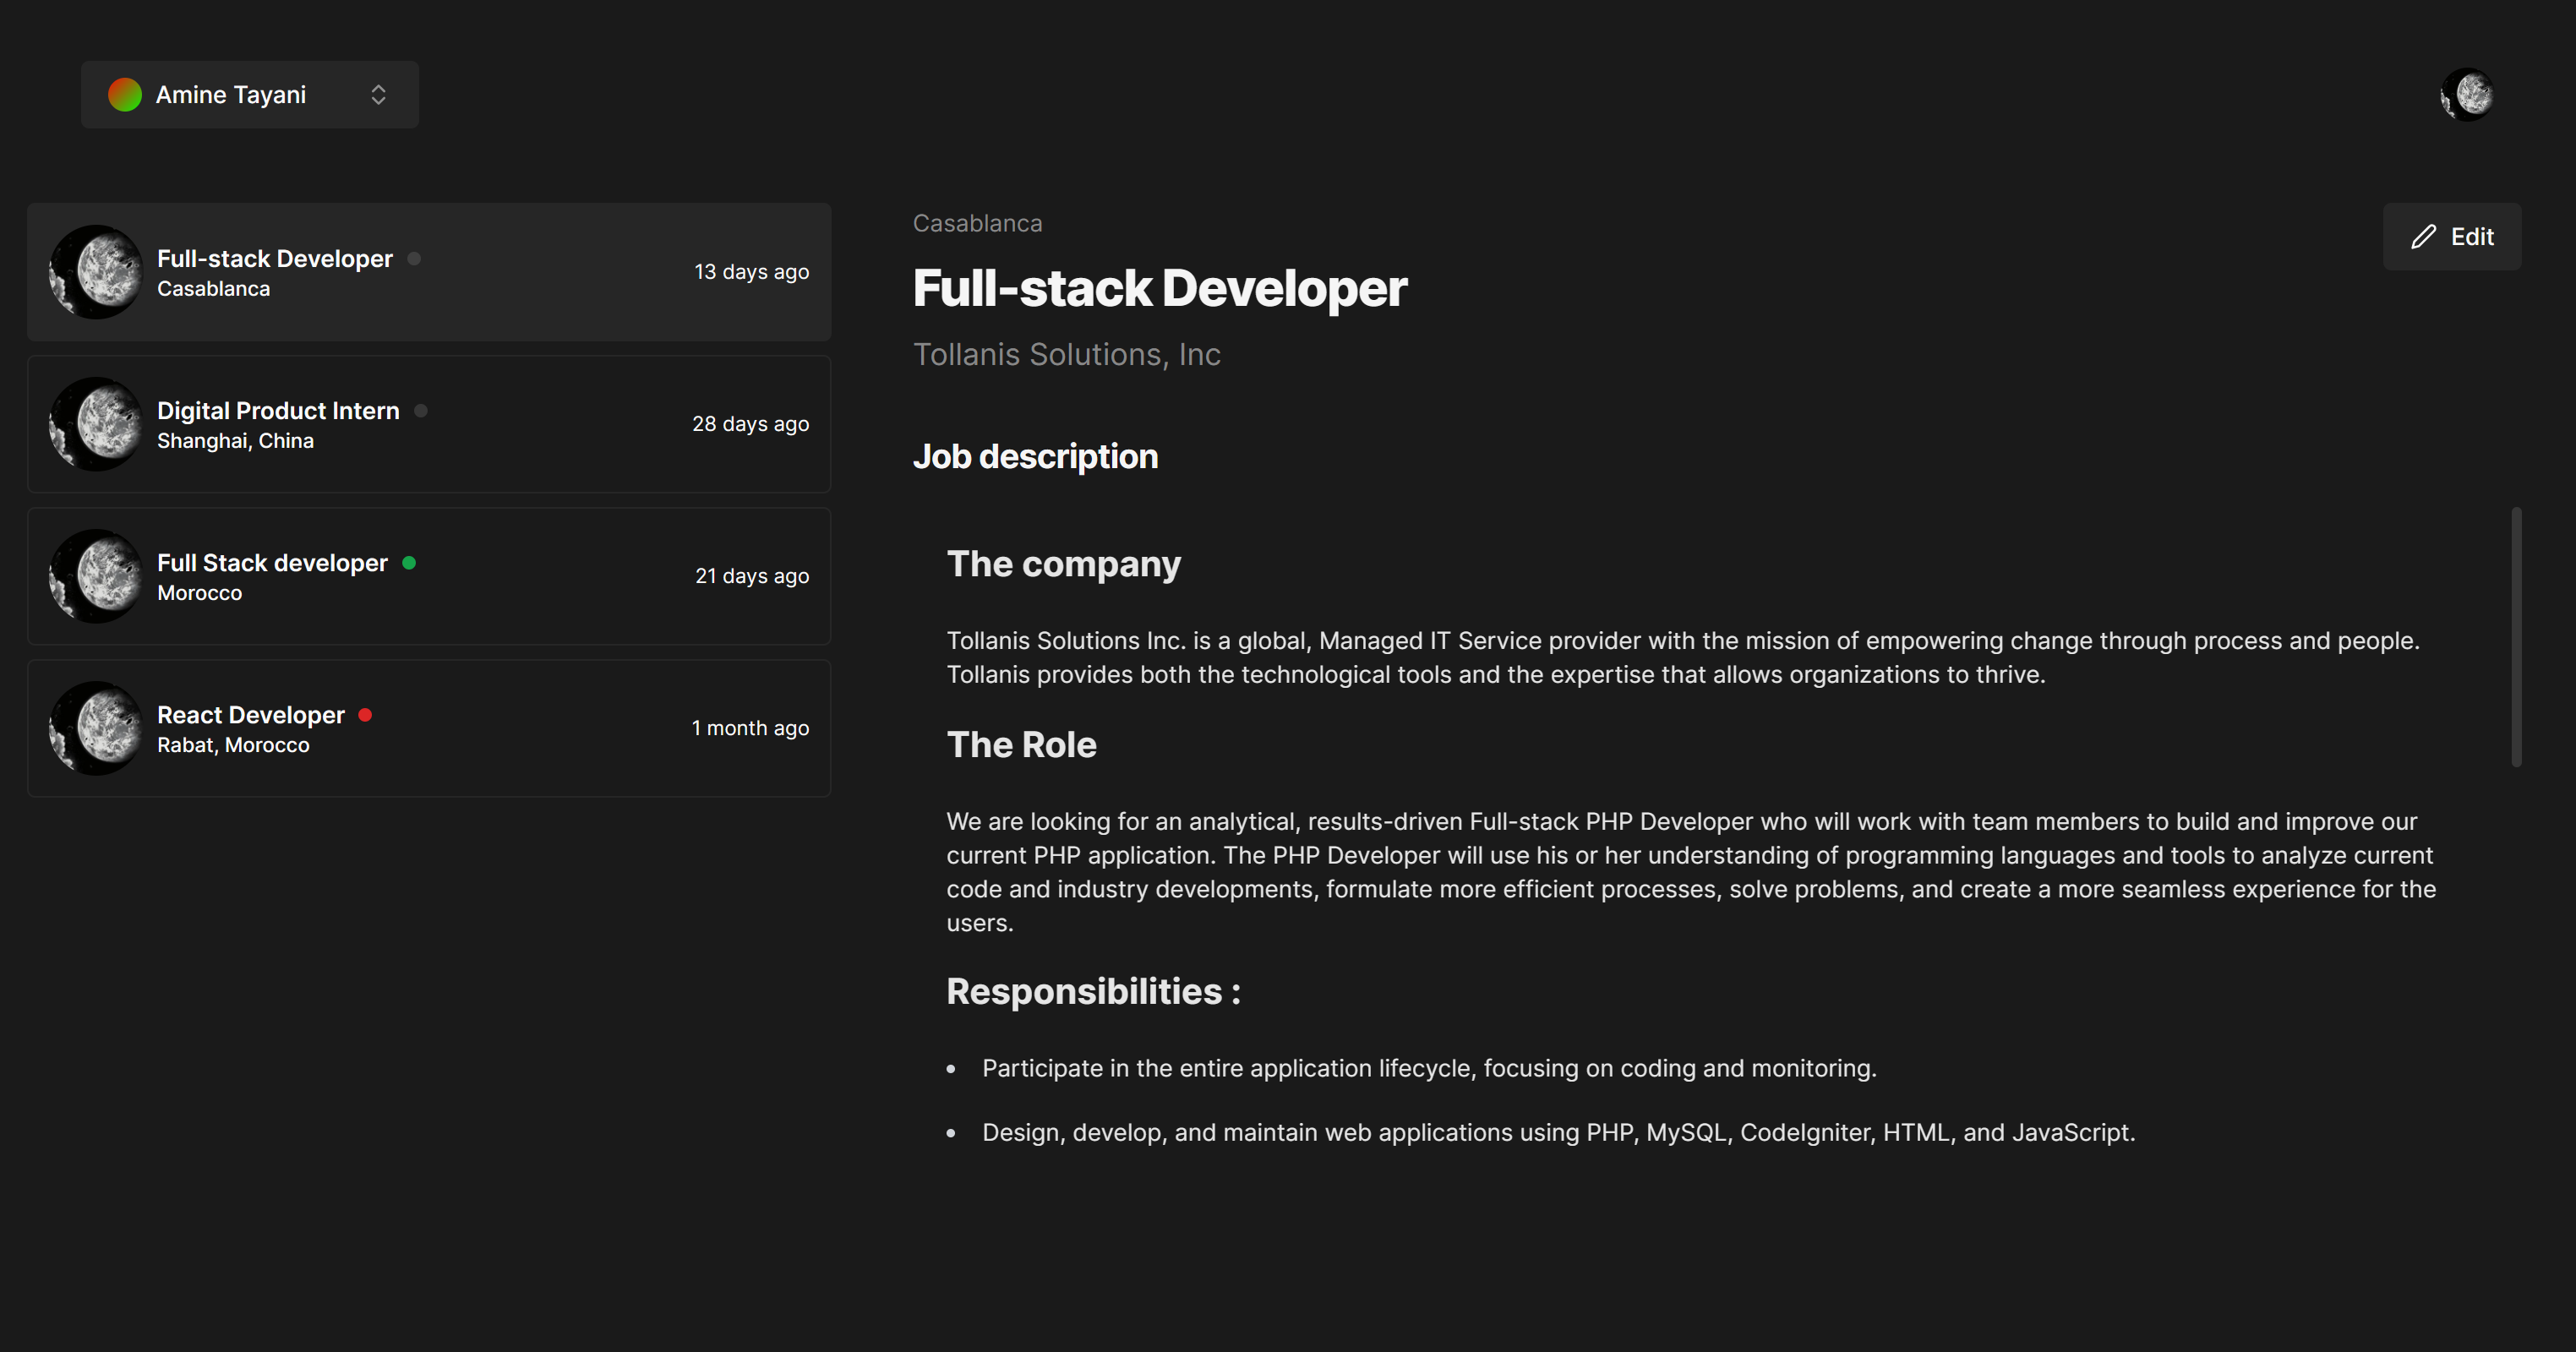 Amine Tayani
Full-stack Developer
Casablanca
13 days ago
Digital Product Intern
Shanghai, China
28 days ago
Full Stack developer
Morocco
21 days ago
React Developer
Rabat, Morocco
1 month ago
Casablanca
Edit
Full-stack Developer
Tollanis Solutions, Inc
Job description
The company
Tollanis Solutions Inc. is a global, Managed IT Service provider with the mission of empowering change through process and people.
Tollanis provides both the technological tools and the expertise that allows organizations to thrive.
The Role
We are looking for an analytical, results-driven Full-stack PHP Developer who will work with team members to build and improve our
current PHP application. The PHP Developer will use his or her understanding of programming languages and tools to analyze current
code and industry developments, formulate more efficient processes, solve problems, and create a more seamless experience for the
users.
Responsibilities :
• Participate in the entire application lifecycle, focusing on coding and monitoring.
• Design, develop, and maintain web applications using PHP, MySQL, CodeIgniter, HTML, and JavaScript.